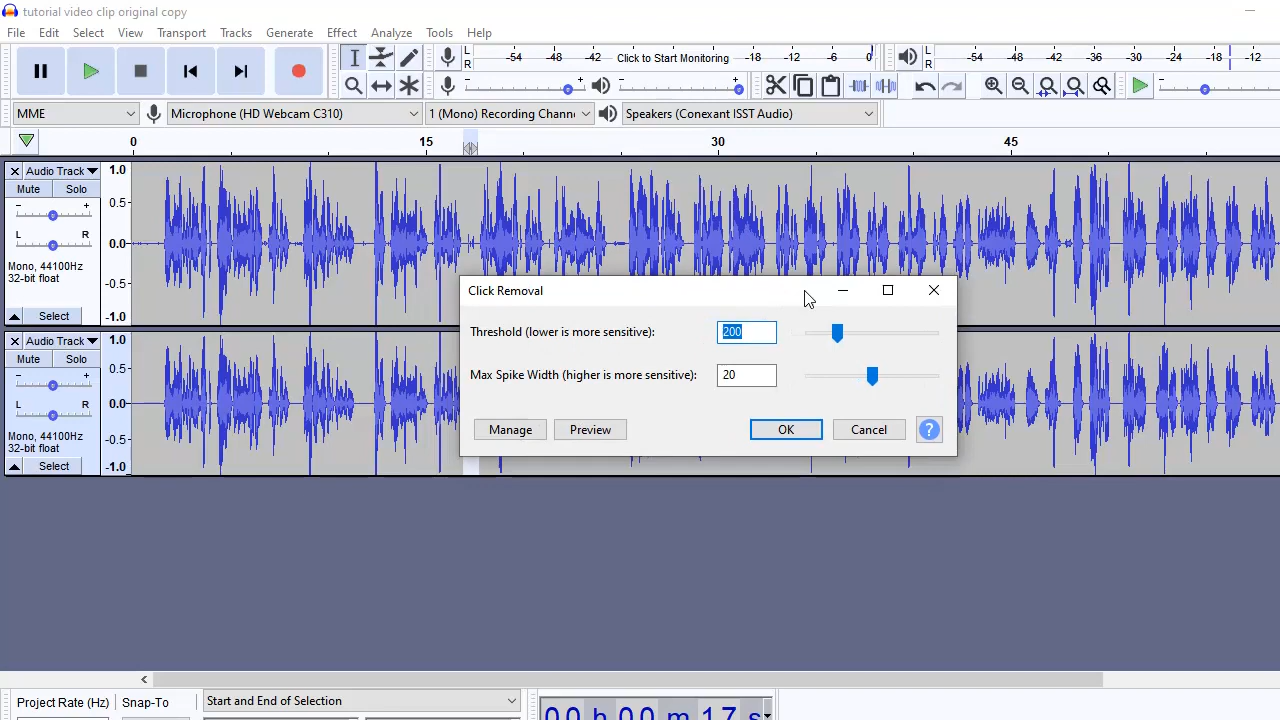 tutorial video clip original copy
File Edit Select View Transport Tracks Generate Effect Analyze Tools Help
L R -54 -48 -42 Click to Start Monitoring -12 -6 0 L R -54 -48 -42 -36 -30 -24 -18 -12
- + - + -
MME Microphone (HD Webcam C310) 1 (Mono) Recording Chann Speakers (Conexant ISST Audio)
0 15 30 45
Audio Track 1.0
Mute Solo
- + 0.5
L R 0.0
Mono, 44100Hz
32-bit float -0.5
Select -1.0
Click Removal
Threshold (lower is more sensitive): 200
Max Spike Width (higher is more sensitive): 20
Manage Preview OK Cancel ?
Audio Track 1.0
Mute Solo
- + 0.5
L R 0.0
Mono, 44100Hz
32-bit float -0.5
Select -1.0
Project Rate (Hz) Snap-To Start and End of Selection
00 h 00 m 17 s